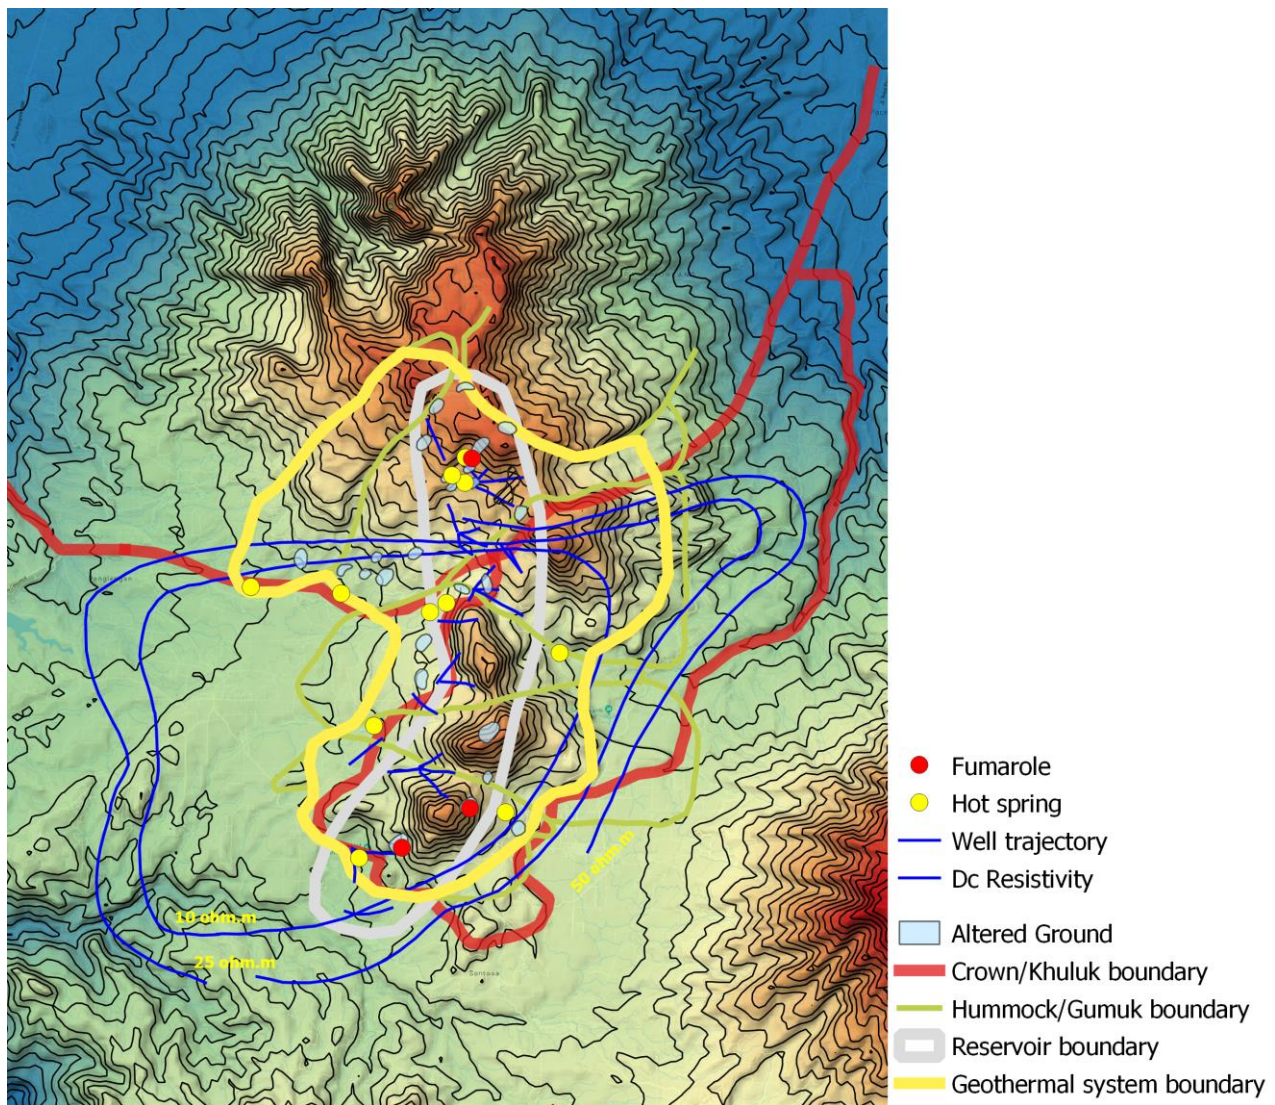 Santosa
10 ohm.m
25 ohm.m
50 ohm.m
Fumarole
Hot spring
Well trajectory
Dc Resistivity
Altered Ground
Crown/Khuluk boundary
Hummock/Gumuk boundary
Reservoir boundary
Geothermal system boundary